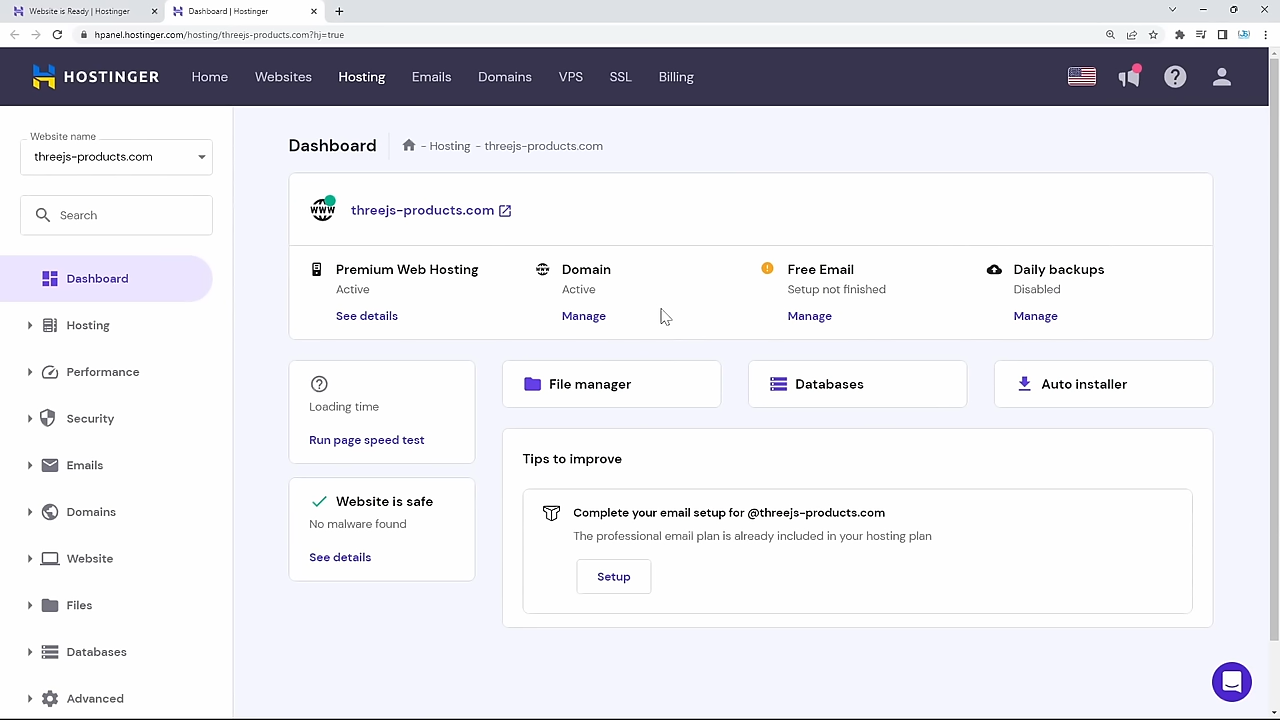 Website is Ready | Hostinger
Dashboard | Hostinger
hpanel.hostinger.com/hosting/threejs-products.com?hj=true
HOSTINGER
Home
Websites
Hosting
Emails
Domains
VPS
SSL
Billing
Website name
threejs-products.com
Search
Dashboard
Hosting
Performance
Security
Emails
Domains
Website
Files
Databases
Advanced
Dashboard
- Hosting - threejs-products.com
www
threejs-products.com
Premium Web Hosting
Active
See details
Domain
Active
Manage
Free Email
Setup not finished
Manage
Daily backups
Disabled
Manage
Loading time
Run page speed test
File manager
Databases
Auto installer
Website is safe
No malware found
See details
Tips to improve
Complete your email setup for @threejs-products.com
The professional email plan is already included in your hosting plan
Setup